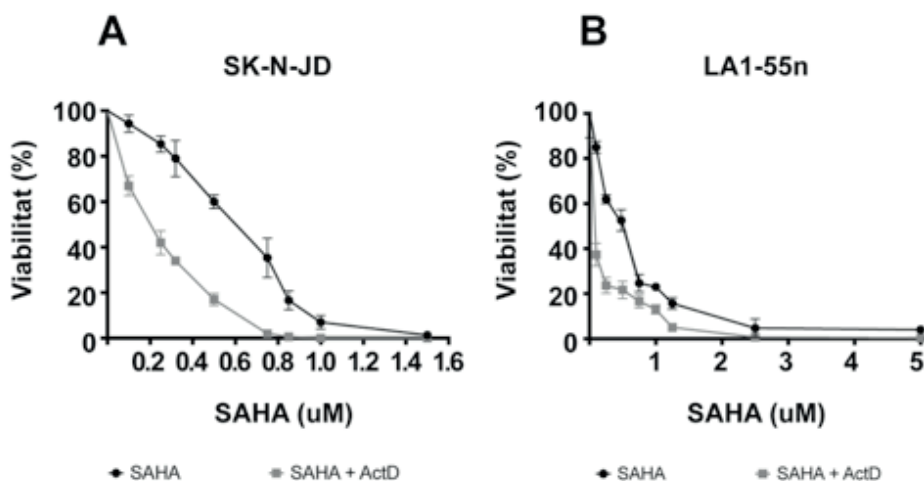 A
SK-N-JD
Viabilitat (%)
100
80
60
40
20
0
0.2 0.4 0.6 0.8 1.0 1.2 1.4 1.6
SAHA (uM)
SAHA SAHA + ActD
B
LA1-55n
Viabilitat (%)
100
80
60
40
20
0
1 2 3 4 5
SAHA (uM)
SAHA SAHA + ActD